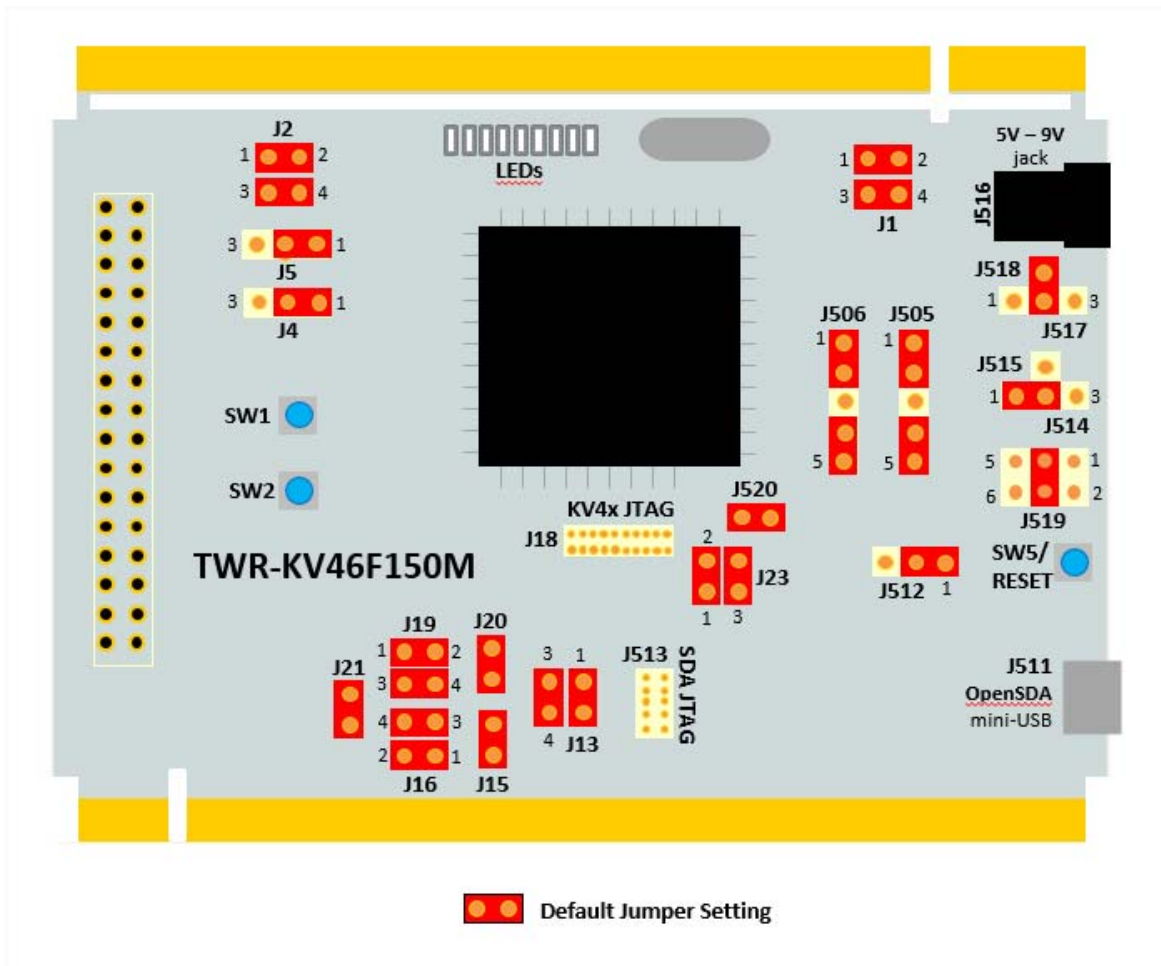 J2
1 2
3 4
3 1
J5
3 1
J4
SW1
SW2
LEDs
1 2
3 4
J1
5V – 9V
jack
J516
J518
1 3
J517
J515
1 3
J514
J506 J505
1 1
5 5
5 1
6 2
J519
SW5/
RESET
J520
KV4x JTAG
J18
2
J23
1 3
J512 1
TWR-KV46F150M
J19
1 2
3 4
J20
J21
4 3
2 1
J16
J15
3 1
4
J13
J513
SDA JTAG
J511
OpenSDA
mini-USB
Default Jumper Setting